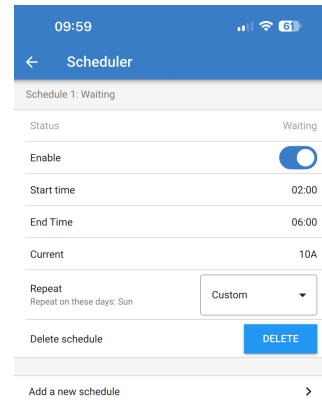 09:59
61
Scheduler
Schedule 1: Waiting
Status Waiting
Enable
Start time 02:00
End Time 06:00
Current 10A
Repeat
Repeat on these days: Sun
Custom
Delete schedule DELETE
Add a new schedule